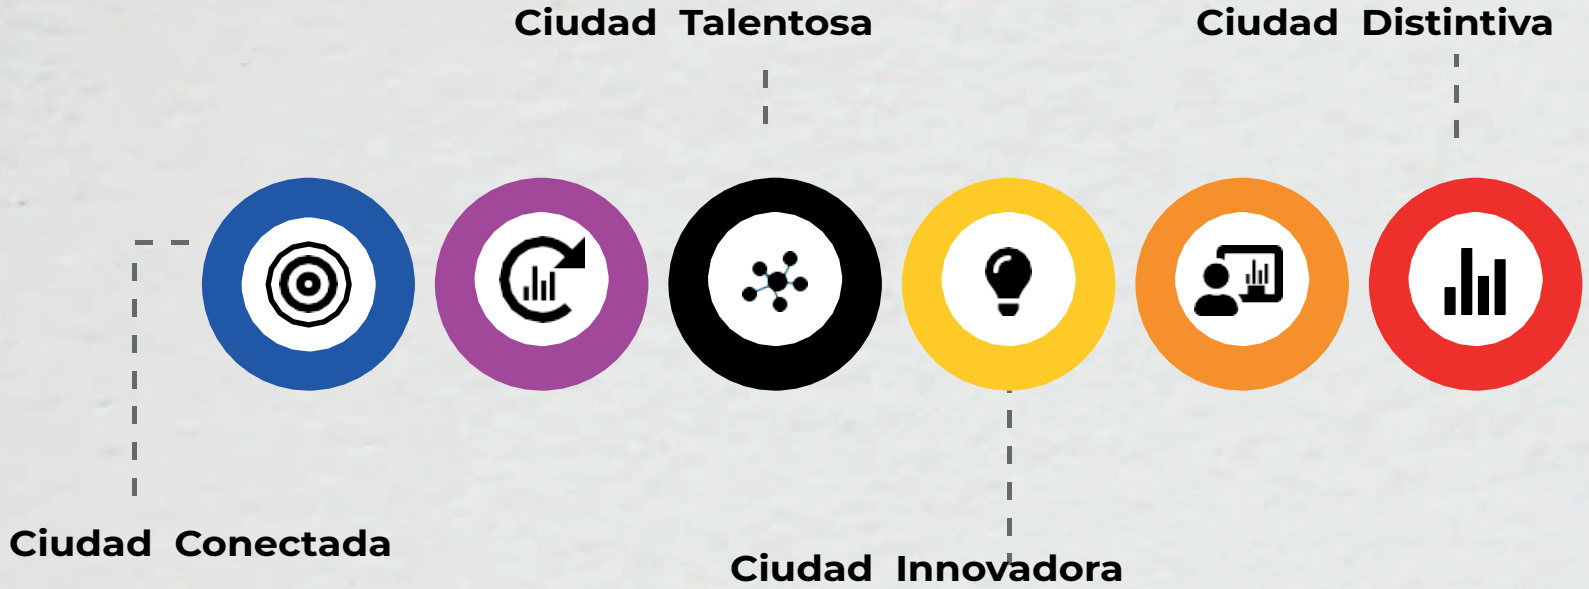 Ciudad Talentosa
Ciudad Distintiva
Ciudad Conectada
Ciudad Innovadora